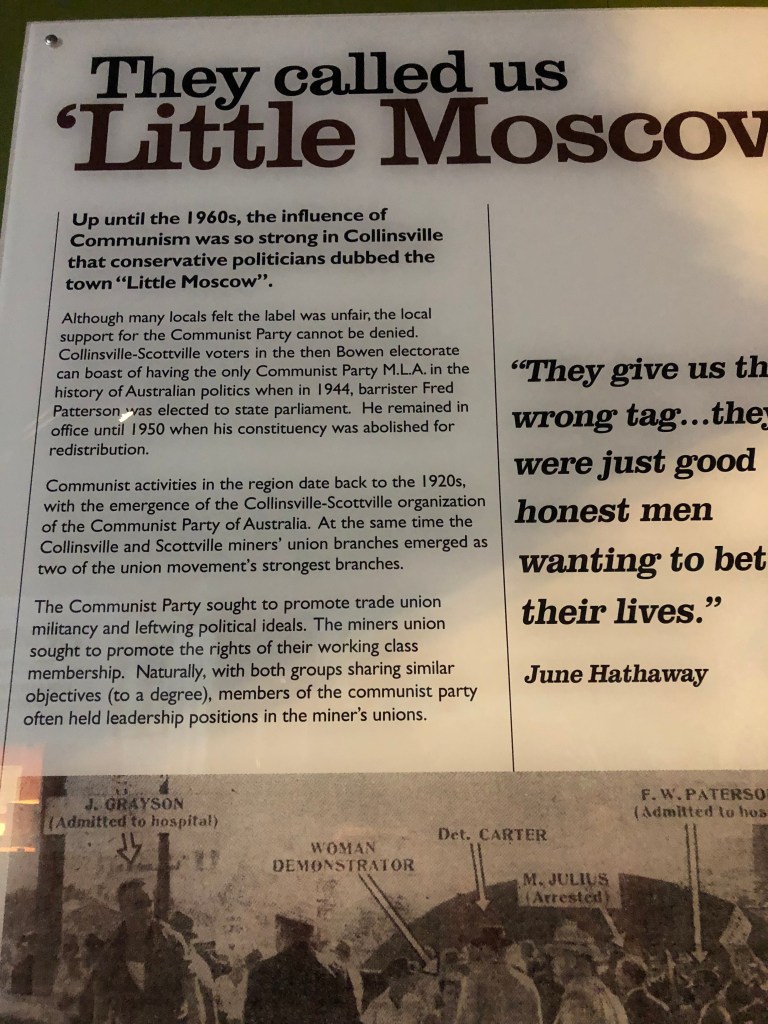 They called us
‘Little Moscow
Up until the 1960s, the influence of
Communism was so strong in Collinsville
that conservative politicians dubbed the
town “Little Moscow”.
Although many locals felt the label was unfair, the local
support for the Communist Party cannot be denied.
Collinsville-Scottville voters in the then Bowen electorate
can boast of having the only Communist Party M.L.A. in the
history of Australian politics when in 1944, barrister Fred
Patterson was elected to state parliament. He remained in
office until 1950 when his constituency was abolished for
redistribution.
Communist activities in the region date back to the 1920s,
with the emergence of the Collinsville-Scottville organization
of the Communist Party of Australia. At the same time the
Collinsville and Scottville miners’ union branches emerged as
two of the union movement’s strongest branches.
The Communist Party sought to promote trade union
militancy and leftwing political ideals. The miners union
sought to promote the rights of their working class
membership. Naturally, with both groups sharing similar
objectives (to a degree), members of the communist party
often held leadership positions in the miner’s unions.
“They give us th
wrong tag...they
were just good
honest men
wanting to bet
their lives.”
June Hathaway
J. GRAYSON
(Admitted to hospital)
WOMAN
DEMONSTRATOR
Det. CARTER
M. JULIUS
(Arrested)
F. W. PATERSO
(Admitted to hos